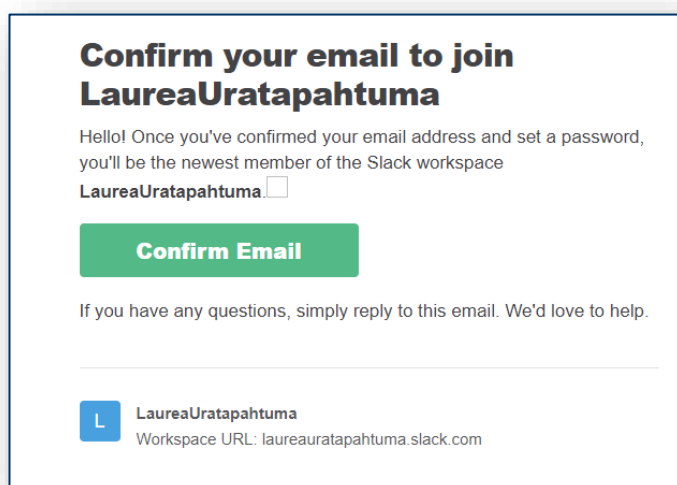 Confirm your email to join
LaureaUratapahtuma
Hello! Once you've confirmed your email address and set a password,
you'll be the newest member of the Slack workspace
LaureaUratapahtuma.
Confirm Email
If you have any questions, simply reply to this email. We'd love to help.
L
LaureaUratapahtuma
Workspace URL: laureauratapahtuma.slack.com